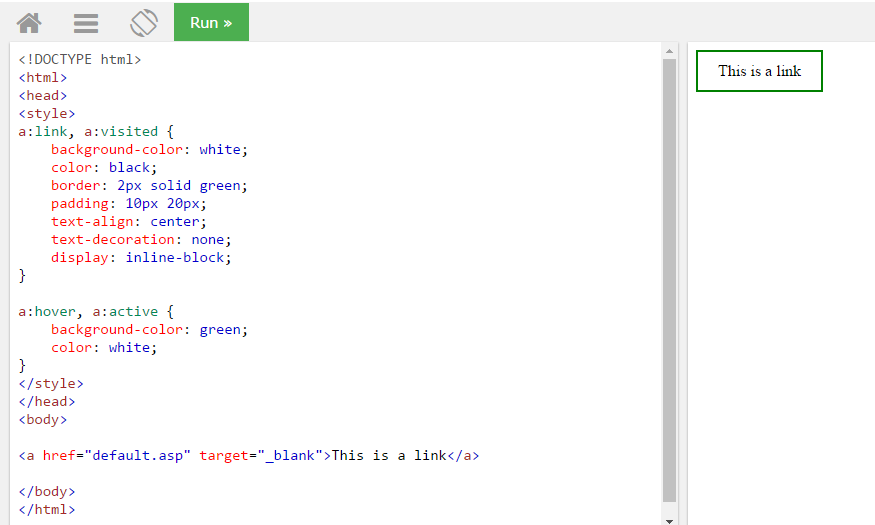 Run »
<!DOCTYPE html>
<html>
<head>
<style>
a:link, a:visited {
    background-color: white;
    color: black;
    border: 2px solid green;
    padding: 10px 20px;
    text-align: center;
    text-decoration: none;
    display: inline-block;
}

a:hover, a:active {
    background-color: green;
    color: white;
}
</style>
</head>
<body>

<a href="default.asp" target="_blank">This is a link</a>

</body>
</html>
This is a link